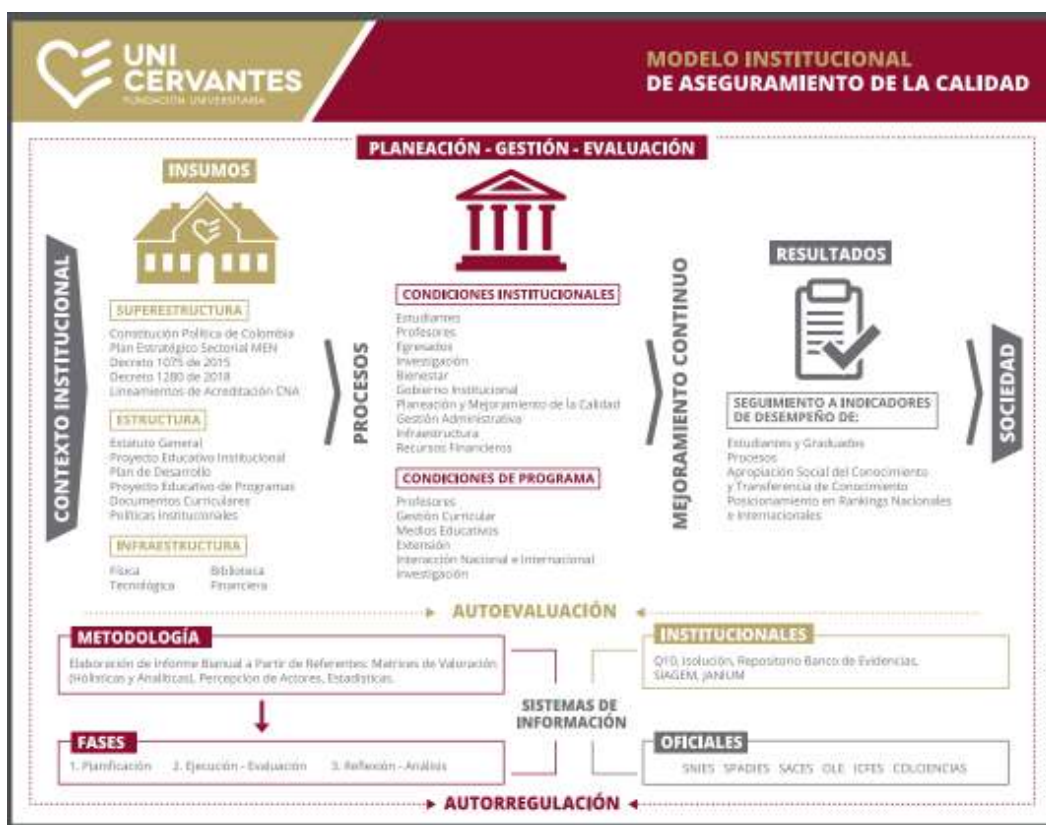 UNI
CERVANTES
FUNDACIÓN UNIVERSITARIA
MODELO INSTITUCIONAL
DE ASEGURAMIENTO DE LA CALIDAD
PLANEACIÓN - GESTIÓN - EVALUACIÓN
CONTEXTO INSTITUCIONAL
INSUMOS
SUPERESTRUCTURA
Constitución Política de Colombia
Plan Estratégico Sectorial MEN
Decreto 1075 de 2015
Decreto 1280 de 2018
Lineamientos de Acreditación CNA
ESTRUCTURA
Estatuto General
Proyecto Educativo Institucional
Plan de Desarrollo
Proyecto Educativo de Programas
Documentos Curriculares
Políticas Institucionales
INFRAESTRUCTURA
Física Biblioteca
Tecnológica Financiera
PROCESOS
CONDICIONES INSTITUCIONALES
Estudiantes
Profesores
Egresados
Investigación
Bienestar
Gobierno Institucional
Planeación y Mejoramiento de la Calidad
Gestión Administrativa
Infraestructura
Recursos Financieros
CONDICIONES DE PROGRAMA
Profesores
Gestión Curricular
Medios Educativos
Extensión
Interacción Nacional e Internacional
Investigación
MEJORAMIENTO CONTINUO
RESULTADOS
SEGUIMIENTO A INDICADORES
DE DESEMPEÑO DE:
Estudiantes y Graduados
Procesos
Apropiación Social del Conocimiento
y Transferencia de Conocimiento
Posicionamiento en Rankings Nacionales
e Internacionales
SOCIEDAD
AUTOEVALUACIÓN
METODOLOGÍA
Elaboración de Informe Bianual a Partir de Referentes: Matrices de Valoración
(Holísticas y Analíticas), Percepción de Actores, Estadísticas.
FASES
1. Planificación 2. Ejecución - Evaluación 3. Reflexión - Análisis
SISTEMAS DE
INFORMACIÓN
INSTITUCIONALES
Q10, Isolución, Repositorio Banco de Evidencias,
SIAGEM, JANIUM
OFICIALES
SNIES SPADIES SACES OLE ICFES COLCIENCIAS
AUTORREGULACIÓN